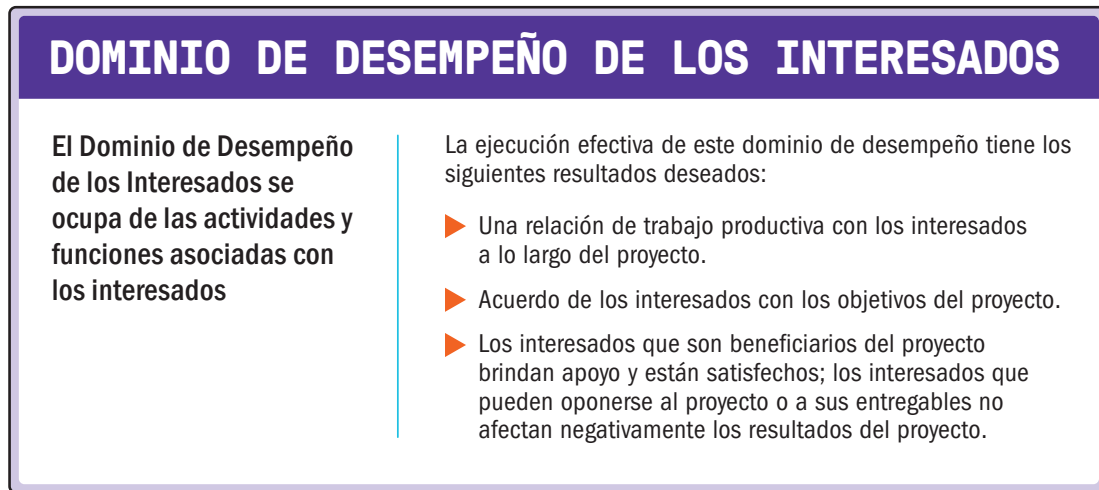 DOMINIO DE DESEMPEÑO DE LOS INTERESADOS
El Dominio de Desempeño
de los Interesados se
ocupa de las actividades y
funciones asociadas con
los interesados
La ejecución efectiva de este dominio de desempeño tiene los
siguientes resultados deseados:
Una relación de trabajo productiva con los interesados
a lo largo del proyecto.
Acuerdo de los interesados con los objetivos del proyecto.
Los interesados que son beneficiarios del proyecto
brindan apoyo y están satisfechos; los interesados que
pueden oponerse al proyecto o a sus entregables no
afectan negativamente los resultados del proyecto.